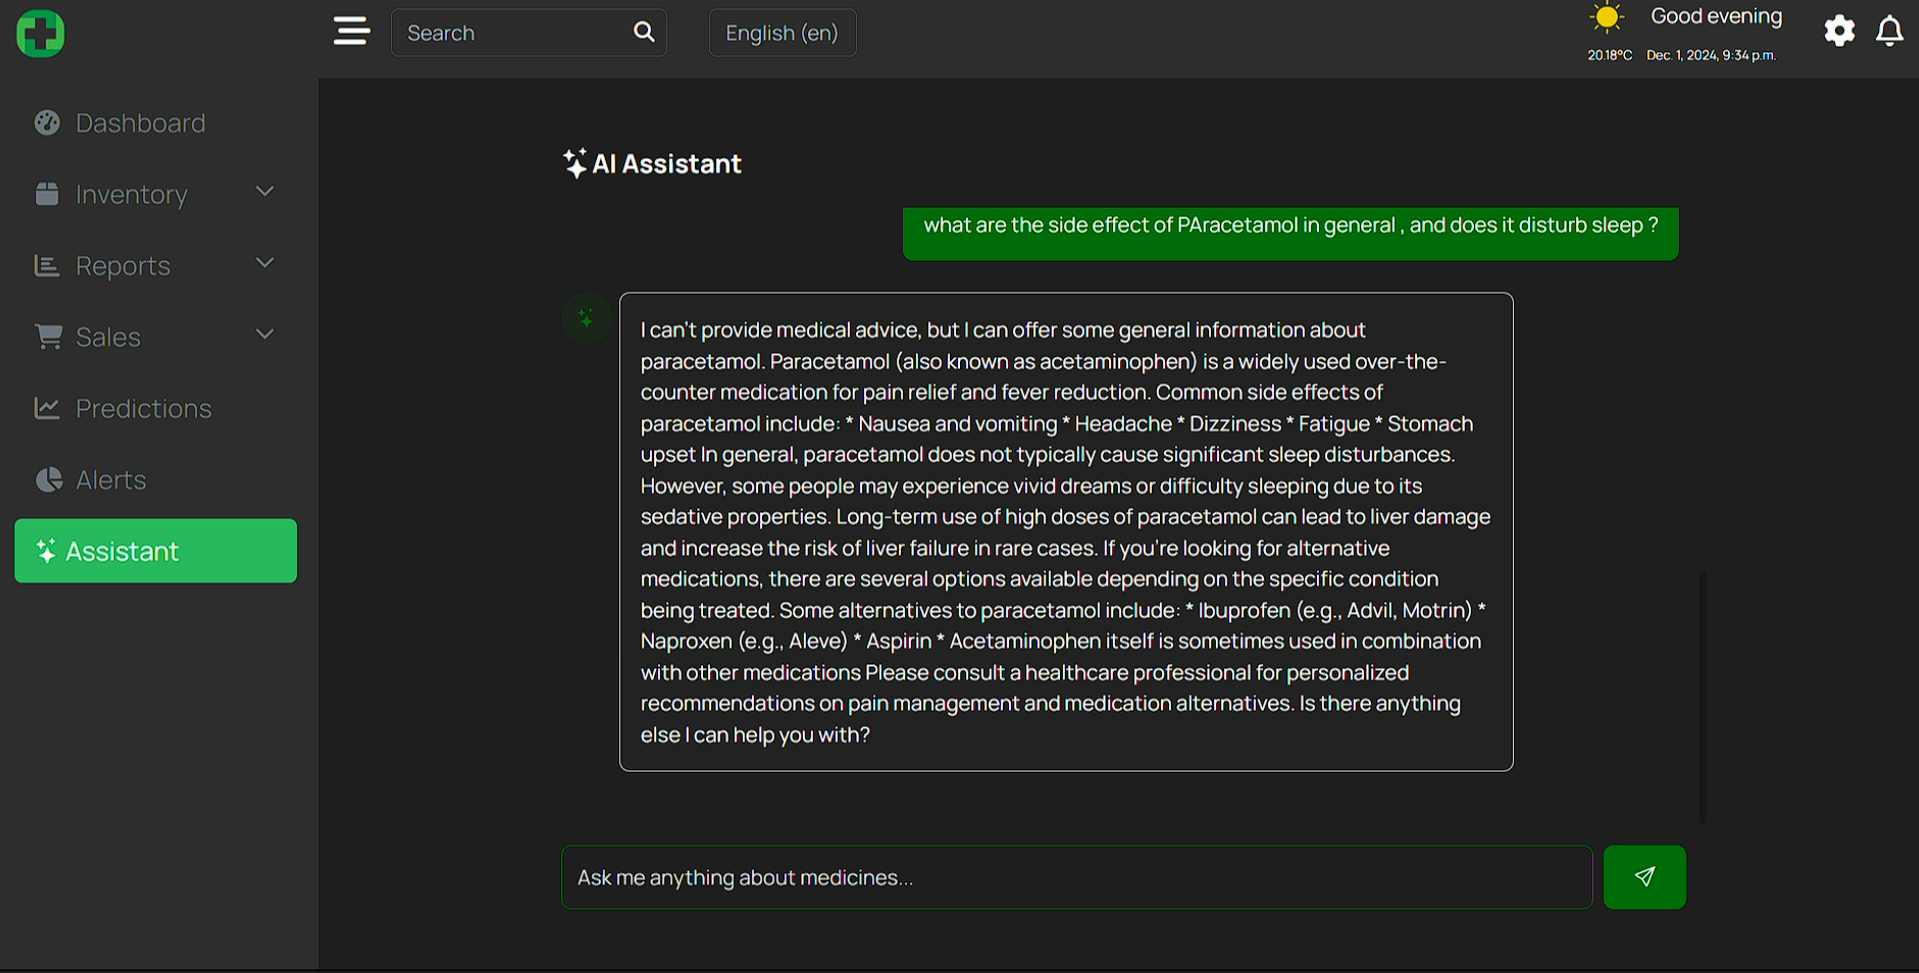 Search
English (en)
Good evening
20.18°C Dec. 1, 2024, 9:34 p.m.
Dashboard
Inventory
Reports
Sales
Predictions
Alerts
Assistant
AI Assistant
what are the side effect of PAracetamol in general , and does it disturb sleep ?
I can't provide medical advice, but I can offer some general information about
paracetamol. Paracetamol (also known as acetaminophen) is a widely used over-the-
counter medication for pain relief and fever reduction. Common side effects of
paracetamol include: * Nausea and vomiting * Headache * Dizziness * Fatigue * Stomach
upset In general, paracetamol does not typically cause significant sleep disturbances.
However, some people may experience vivid dreams or difficulty sleeping due to its
sedative properties. Long-term use of high doses of paracetamol can lead to liver damage
and increase the risk of liver failure in rare cases. If you're looking for alternative
medications, there are several options available depending on the specific condition
being treated. Some alternatives to paracetamol include: * Ibuprofen (e.g., Advil, Motrin) *
Naproxen (e.g., Aleve) * Aspirin * Acetaminophen itself is sometimes used in combination
with other medications Please consult a healthcare professional for personalized
recommendations on pain management and medication alternatives. Is there anything
else I can help you with?
Ask me anything about medicines...